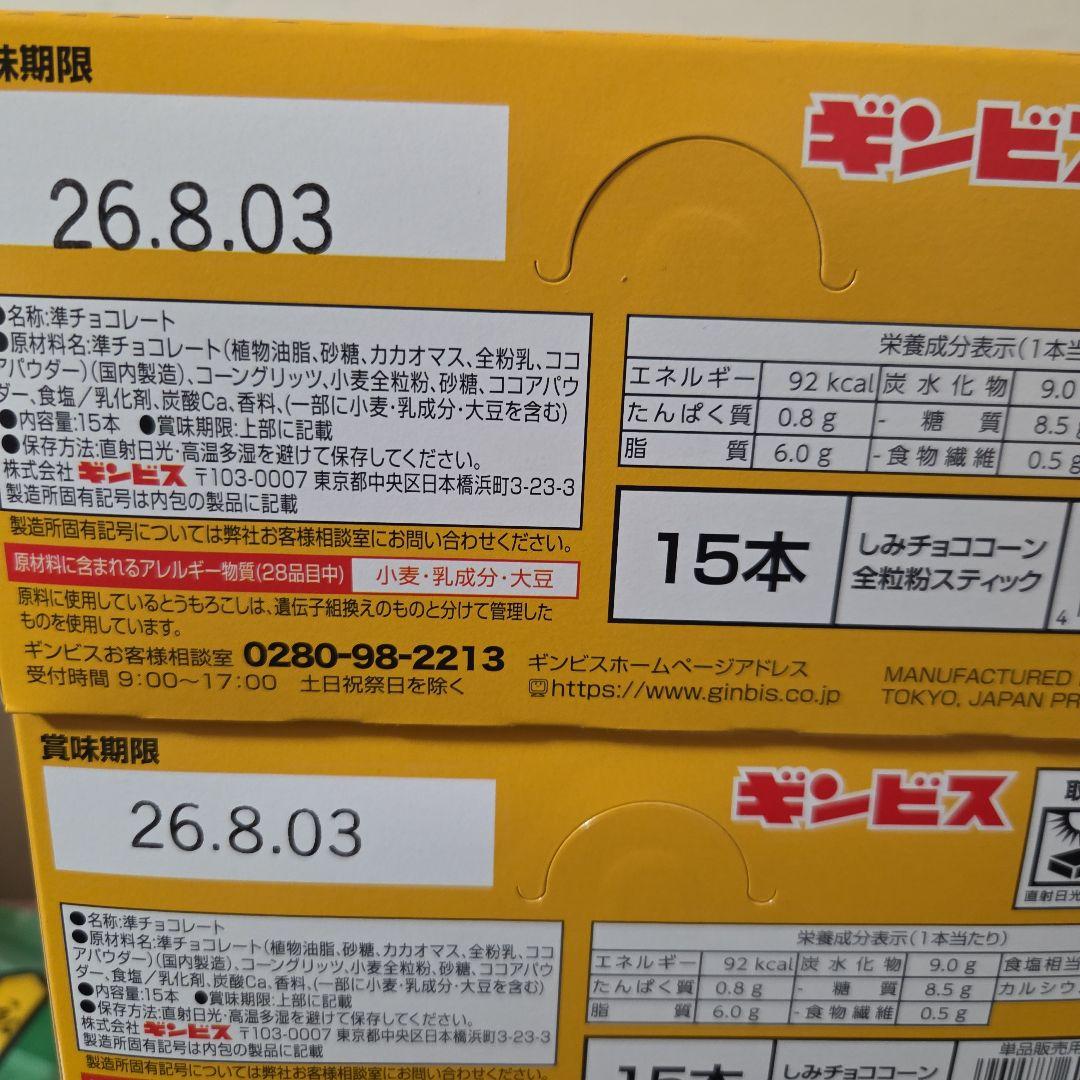 味期限
ギンビス
26.8.03
●名称:準チョコレート
●原材料名:準チョコレート(植物油脂、砂糖、カカオマス、全粉乳、ココ
アパウダー)(国内製造)、コーングリッツ、小麦全粒粉、砂糖、ココアパウ
ダー、食塩/乳化剤、炭酸Ca、香料、(一部に小麦・乳成分・大豆を含む)
●内容量:15本 ●賞味期限:上部に記載
●保存方法:直射日光・高温多湿を避けて保存してください。
株式会社 ギンビス 〒103-0007 東京都中央区日本橋浜町3-23-3
製造所固有記号は内包の製品に記載
製造所固有記号については弊社お客様相談室にお問い合わせください。
原材料に含まれるアレルギー物質(28品目中) 小麦・乳成分・大豆
原料に使用しているとうもろこしは、遺伝子組換えのものと分けて管理した
ものを使用しています。
ギンビスお客様相談室 0280-98-2213
受付時間 9:00〜17:00 土日祝祭日を除く
栄養成分表示(1本当
エネルギー 92 kcal 炭水化物 9.0
たんぱく質 0.8 g - 糖質 8.5 g
脂質 6.0 g -食物繊維 0.5 g
15本 しみチョココーン
全粒粉スティック
4
ギンビスホームページアドレス
https://www.ginbis.co.jp
MANUFACTURED
TOKYO, JAPAN PR
賞味期限
ギンビス
26.8.03
取
直射日光
●名称:準チョコレート
●原材料名:準チョコレート(植物油脂、砂糖、カカオマス、全粉乳、ココ
アパウダー)(国内製造)、コーングリッツ、小麦全粒粉、砂糖、ココアパウ
ダー、食塩/乳化剤、炭酸Ca、香料、(一部に小麦・乳成分・大豆を含む)
●内容量:15本 ●賞味期限:上部に記載
●保存方法:直射日光・高温多湿を避けて保存してください。
株式会社 ギンビス 〒103-0007 東京都中央区日本橋浜町3-23-3
製造所固有記号は内包の製品に記載
製造所固有記号については弊社お客様相談室にお問い合わせください。
栄養成分表示(1本当たり)
エネルギー 92 kcal 炭水化物 9.0 g 食塩相当
たんぱく質 0.8 g - 糖質 8.5 g カルシウ
脂質 6.0 g -食物繊維 0.5 g
15本 しみチョココーン
単品販売用